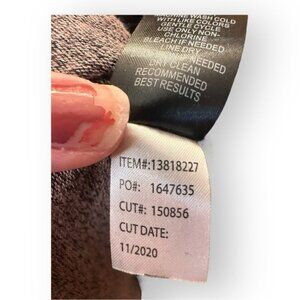 MACHINE WASH COLD
WITH LIKE COLORS
GENTLE CYCLE
USE ONLY NON-
CHLORINE
BLEACH IF NEEDED
LINE DRY
IF NEEDED
DRY CLEAN
RECOMMENDED
BEST RESULTS
ITEM#:13818227
PO#: 1647635
CUT#: 150856
CUT DATE:
11/2020